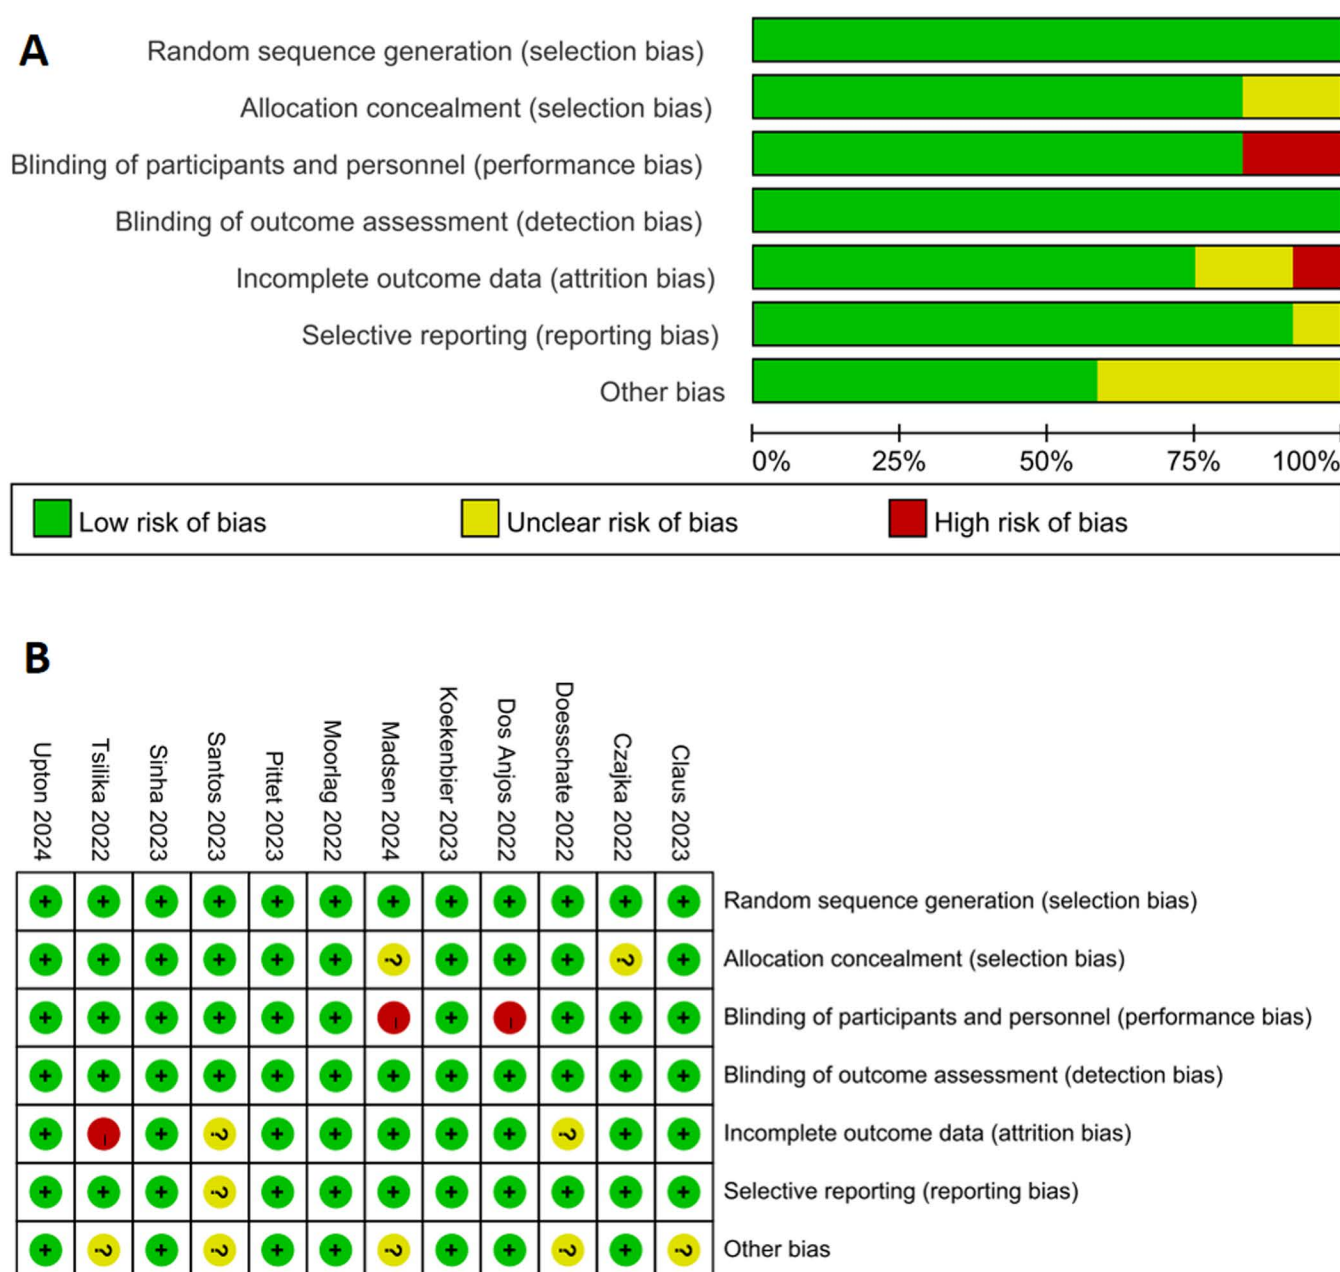 A
Random sequence generation (selection bias)
Allocation concealment (selection bias)
Blinding of participants and personnel (performance bias)
Blinding of outcome assessment (detection bias)
Incomplete outcome data (attrition bias)
Selective reporting (reporting bias)
Other bias
0% 25% 50% 75% 100%
Low risk of bias Unclear risk of bias High risk of bias
B
Upton 2024
Tsilika 2022
Sinha 2023
Santos 2023
Pittet 2023
Moorlag 2022
Madsen 2024
Koekenbier 2023
Dos Anjos 2022
Doesschate 2022
Czajka 2022
Claus 2023
+ + + + + + + + + + + + Random sequence generation (selection bias)
+ + + + + + ? + + + ? + Allocation concealment (selection bias)
+ + + + + + - + - + + + Blinding of participants and personnel (performance bias)
+ + + + + + + + + + + + Blinding of outcome assessment (detection bias)
+ - + ? + + + + + ? + + Incomplete outcome data (attrition bias)
+ + + ? + + + + + + + + Selective reporting (reporting bias)
+ ? + ? + + ? + + ? + ? Other bias